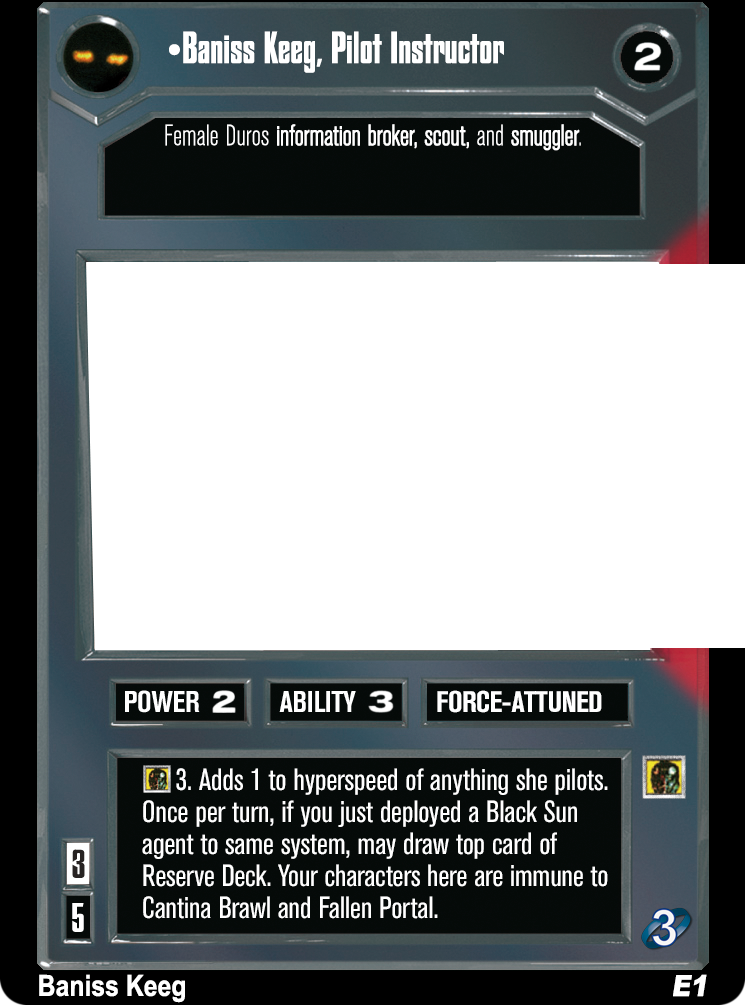 •Baniss Keeg, Pilot Instructor
2
Female Duros information broker, scout, and smuggler.
POWER 2
ABILITY 3
FORCE-ATTUNED
3. Adds 1 to hyperspeed of anything she pilots.
Once per turn, if you just deployed a Black Sun
agent to same system, may draw top card of
Reserve Deck. Your characters here are immune to
Cantina Brawl and Fallen Portal.
3
5
3
Baniss Keeg
E1